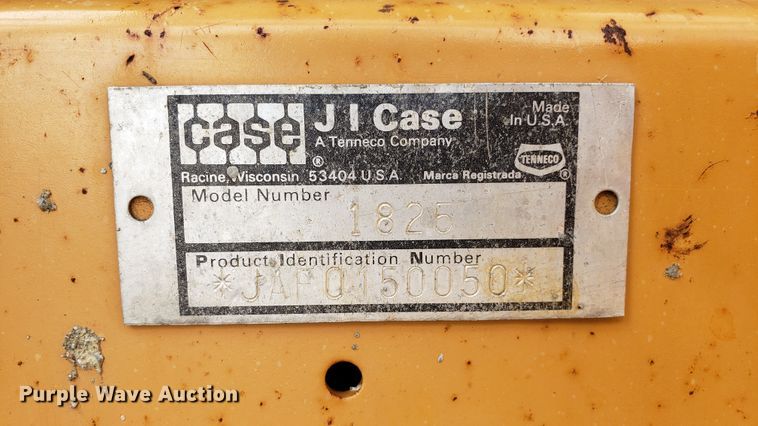 case
J I Case
A Tenneco Company
Made
In U.S.A.
TENNECO
®
®
Racine, Wisconsin 53404 U.S.A.
Marca Registrada
Model Number
1825
Product Identification Number
*JAF0150050*
Purple Wave Auction